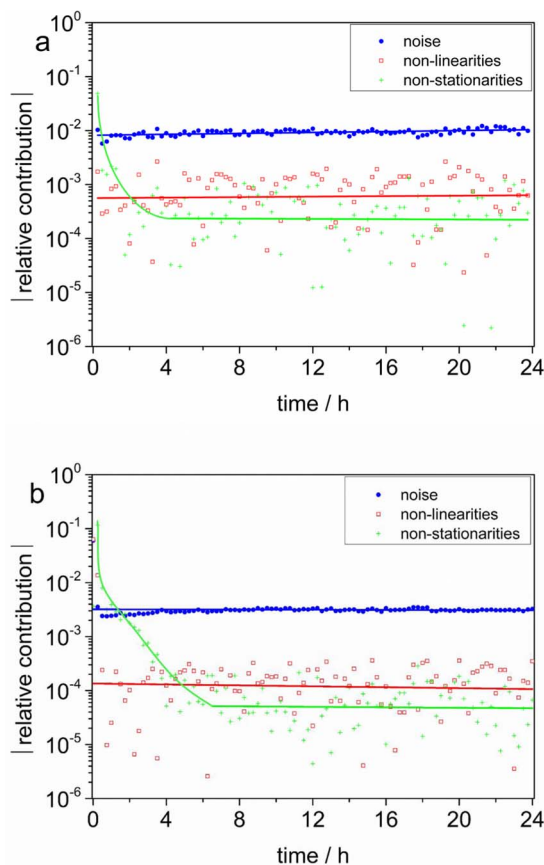 a
noise
non-linearities
non-stationarities
10^0
10^-1
10^-2
10^-3
10^-4
10^-5
10^-6
| relative contribution |
0 4 8 12 16 20 24
time / h
b
noise
non-linearities
non-stationarities
10^0
10^-1
10^-2
10^-3
10^-4
10^-5
10^-6
| relative contribution |
0 4 8 12 16 20 24
time / h